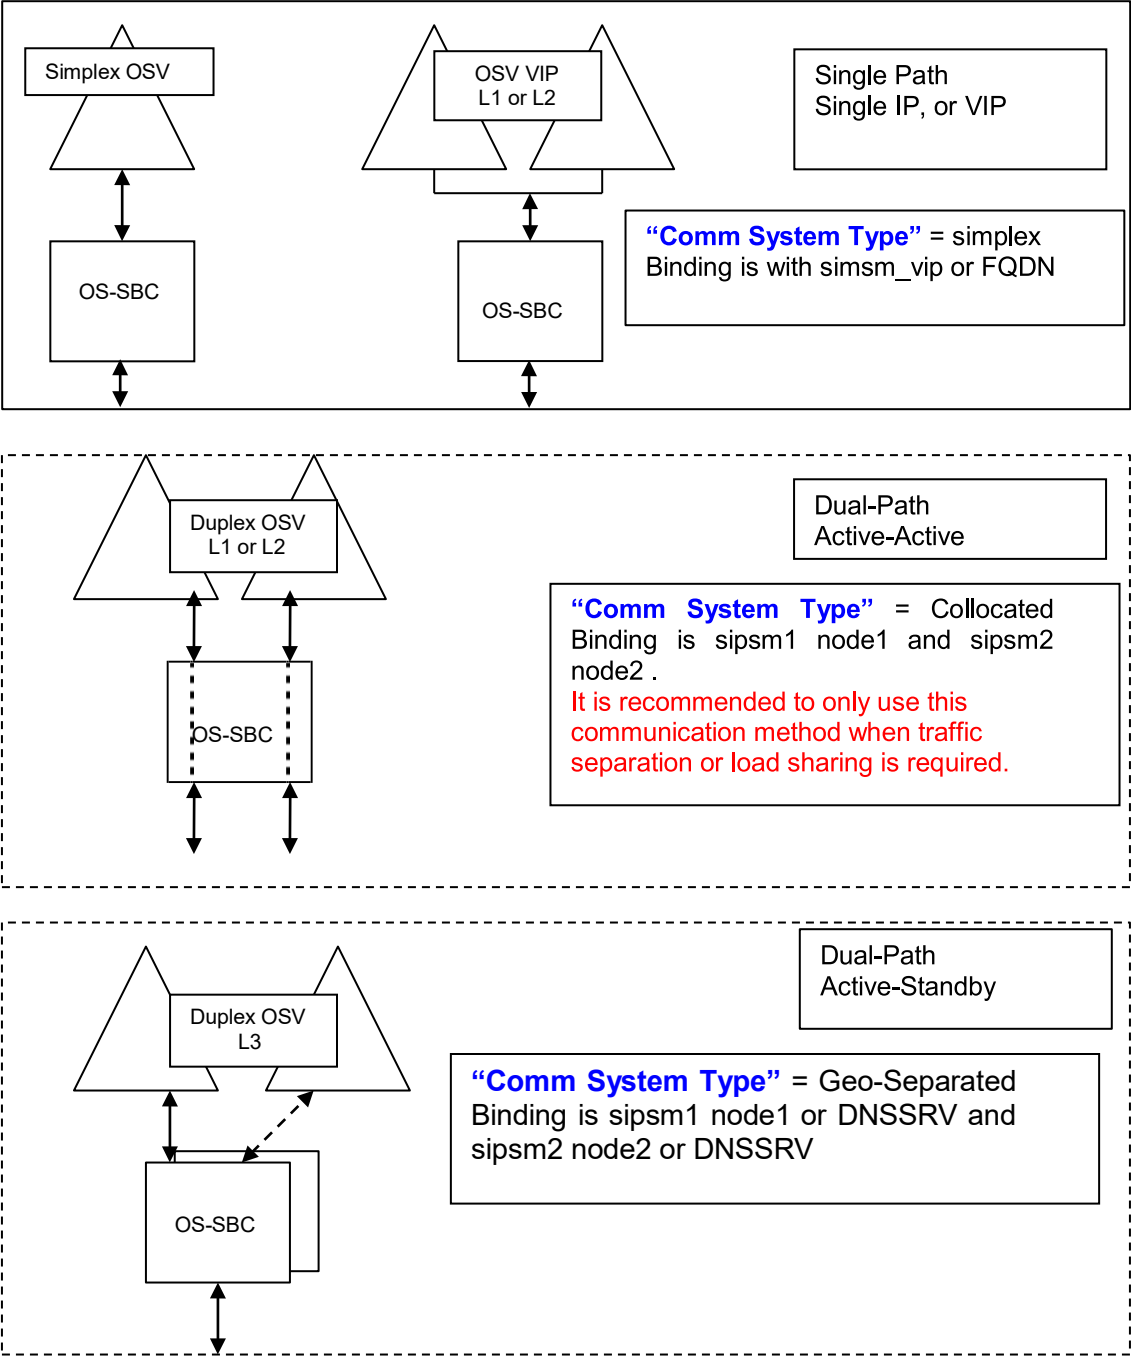 Simplex OSV
OSV VIP
L1 or L2
Single Path
Single IP, or VIP
“Comm System Type” = simplex
Binding is with simsm_vip or FQDN
OS-SBC
OS-SBC
Duplex OSV
L1 or L2
Dual-Path
Active-Active
“Comm System Type” = Collocated
Binding is sipsm1 node1 and sipsm2
node2 .
It is recommended to only use this
communication method when traffic
separation or load sharing is required.
OS-SBC
Duplex OSV
L3
Dual-Path
Active-Standby
“Comm System Type” = Geo-Separated
Binding is sipsm1 node1 or DNSSRV and
sipsm2 node2 or DNSSRV
OS-SBC